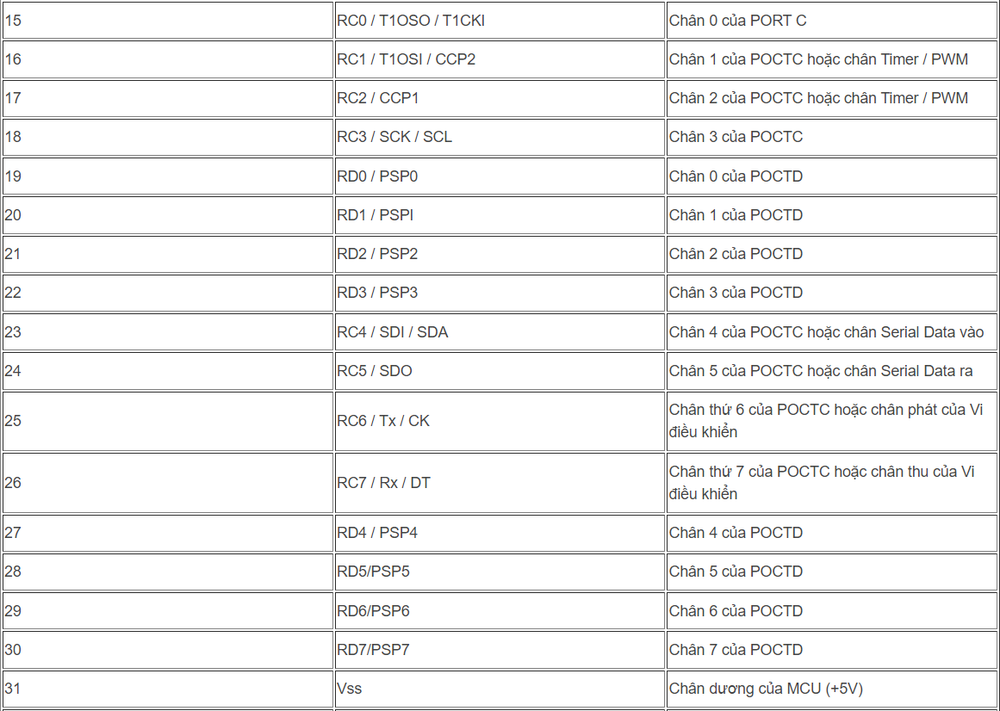 15 RC0 / T1OSO / T1CKI Chân 0 của PORT C
16 RC1 / T1OSI / CCP2 Chân 1 của POCTC hoặc chân Timer / PWM
17 RC2 / CCP1 Chân 2 của POCTC hoặc chân Timer / PWM
18 RC3 / SCK / SCL Chân 3 của POCTC
19 RD0 / PSP0 Chân 0 của POCTD
20 RD1 / PSPI Chân 1 của POCTD
21 RD2 / PSP2 Chân 2 của POCTD
22 RD3 / PSP3 Chân 3 của POCTD
23 RC4 / SDI / SDA Chân 4 của POCTC hoặc chân Serial Data vào
24 RC5 / SDO Chân 5 của POCTC hoặc chân Serial Data ra
25 RC6 / Tx / CK Chân thứ 6 của POCTC hoặc chân phát của Vi
điều khiển
26 RC7 / Rx / DT Chân thứ 7 của POCTC hoặc chân thu của Vi
điều khiển
27 RD4 / PSP4 Chân 4 của POCTD
28 RD5/PSP5 Chân 5 của POCTD
29 RD6/PSP6 Chân 6 của POCTD
30 RD7/PSP7 Chân 7 của POCTD
31 Vss Chân dương của MCU (+5V)